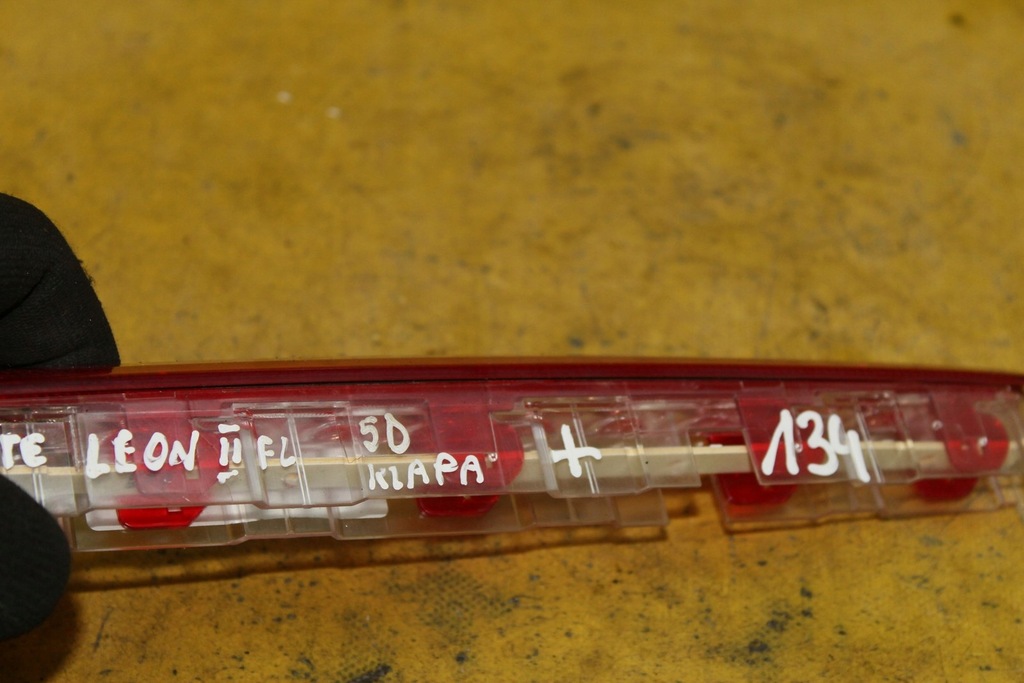 TE LEON II FL 5D + 134
KLAPA